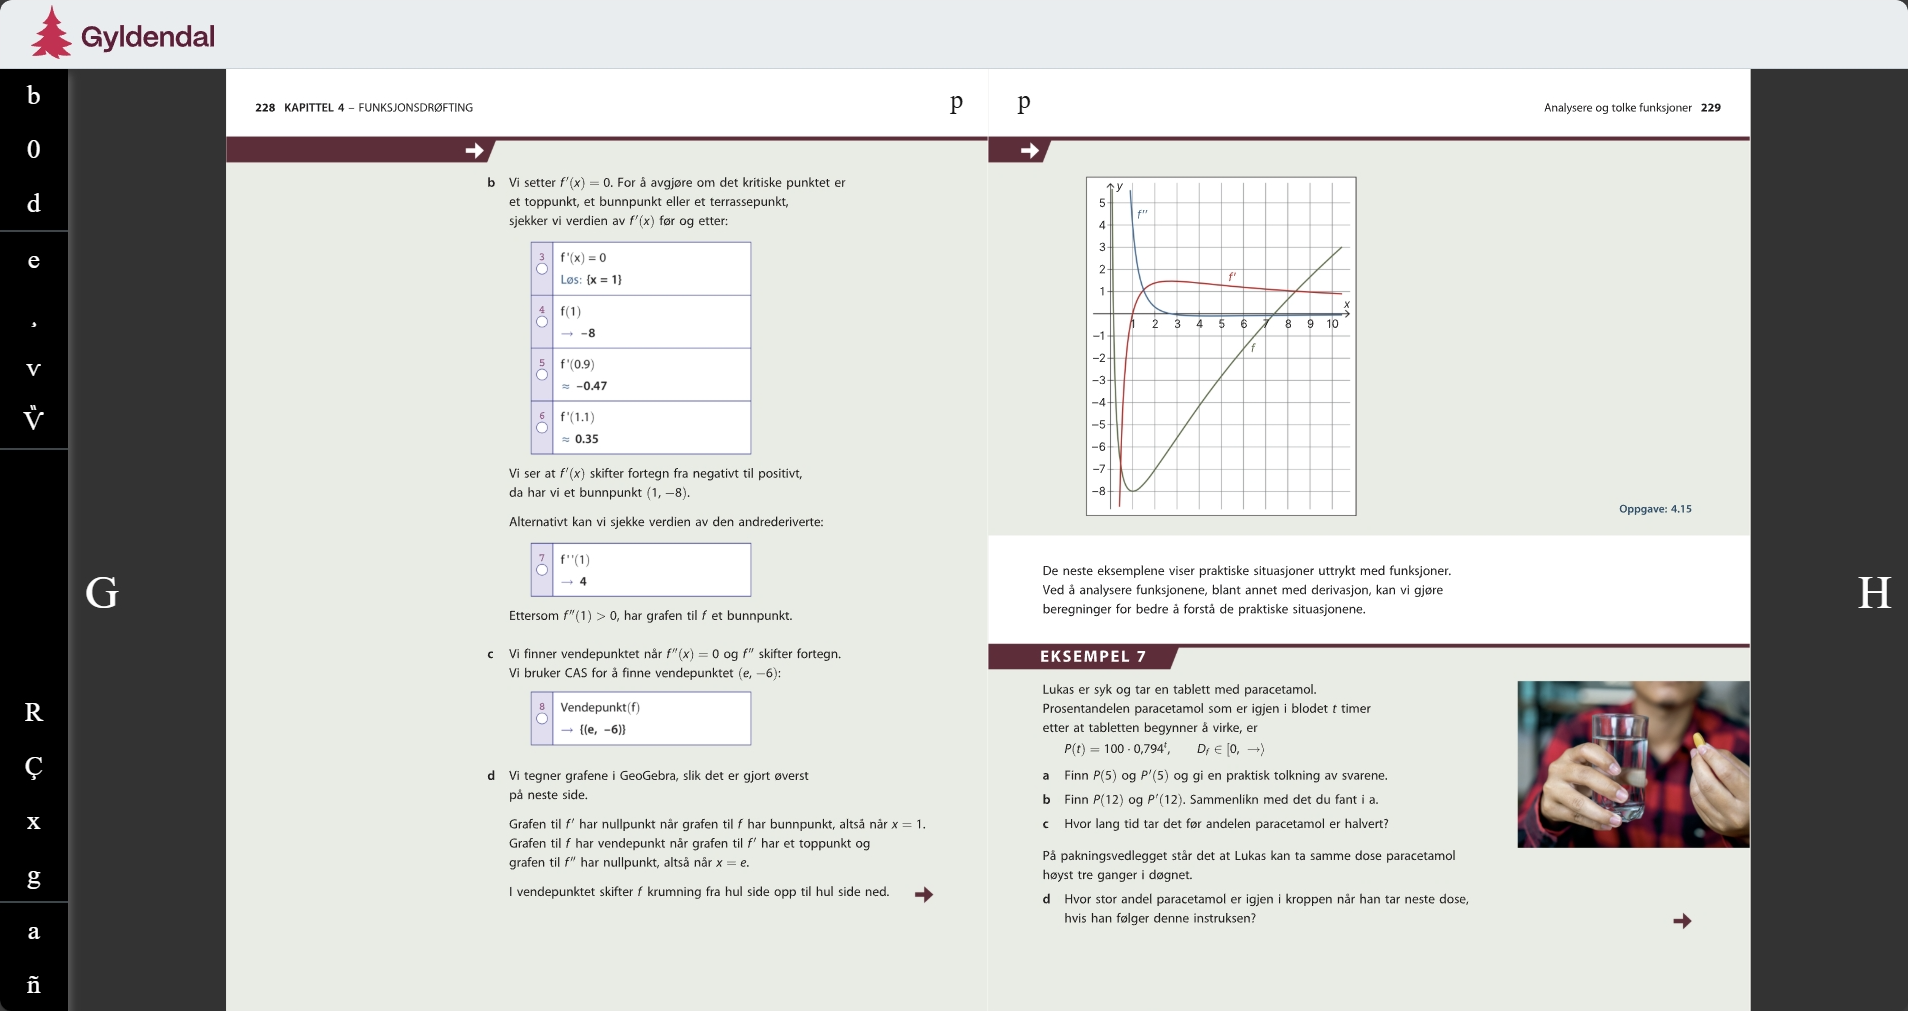 Gyldendal
b
0
d
e
¸
v
V̏
R
Ç
x
g
a
ñ
G
H
228 KAPITTEL 4 – FUNKSJONSDRØFTING
p
b Vi setter f′(x) = 0. For å avgjøre om det kritiske punktet er
et toppunkt, et bunnpunkt eller et terrassepunkt,
sjekker vi verdien av f′(x) før og etter:
3 f'(x) = 0
Løs: {x = 1}
4 f(1)
→ −8
5 f'(0.9)
≈ −0.47
6 f'(1.1)
≈ 0.35
Vi ser at f′(x) skifter fortegn fra negativt til positivt,
da har vi et bunnpunkt (1, −8).
Alternativt kan vi sjekke verdien av den andrederiverte:
7 f''(1)
→ 4
Ettersom f″(1) > 0, har grafen til f et bunnpunkt.
c Vi finner vendepunktet når f″(x) = 0 og f″ skifter fortegn.
Vi bruker CAS for å finne vendepunktet (e, −6):
8 Vendepunkt(f)
→ {(e, −6)}
d Vi tegner grafene i GeoGebra, slik det er gjort øverst
på neste side.
Grafen til f′ har nullpunkt når grafen til f har bunnpunkt, altså når x = 1.
Grafen til f har vendepunkt når grafen til f′ har et toppunkt og
grafen til f″ har nullpunkt, altså når x = e.
I vendepunktet skifter f krumning fra hul side opp til hul side ned.
p
Analysere og tolke funksjoner 229
y
5
4
3
2
1
−1
−2
−3
−4
−5
−6
−7
−8
1 2 3 4 5 6 7 8 9 10
x
f″
f′
f
Oppgave: 4.15
De neste eksemplene viser praktiske situasjoner uttrykt med funksjoner.
Ved å analysere funksjonene, blant annet med derivasjon, kan vi gjøre
beregninger for bedre å forstå de praktiske situasjonene.
EKSEMPEL 7
Lukas er syk og tar en tablett med paracetamol.
Prosentandelen paracetamol som er igjen i blodet t timer
etter at tabletten begynner å virke, er
P(t) = 100 · 0,794ᵗ, D_f ∈ [0, →⟩
a Finn P(5) og P′(5) og gi en praktisk tolkning av svarene.
b Finn P(12) og P′(12). Sammenlikn med det du fant i a.
c Hvor lang tid tar det før andelen paracetamol er halvert?
På pakningsvedlegget står det at Lukas kan ta samme dose paracetamol
høyst tre ganger i døgnet.
d Hvor stor andel paracetamol er igjen i kroppen når han tar neste dose,
hvis han følger denne instruksen?